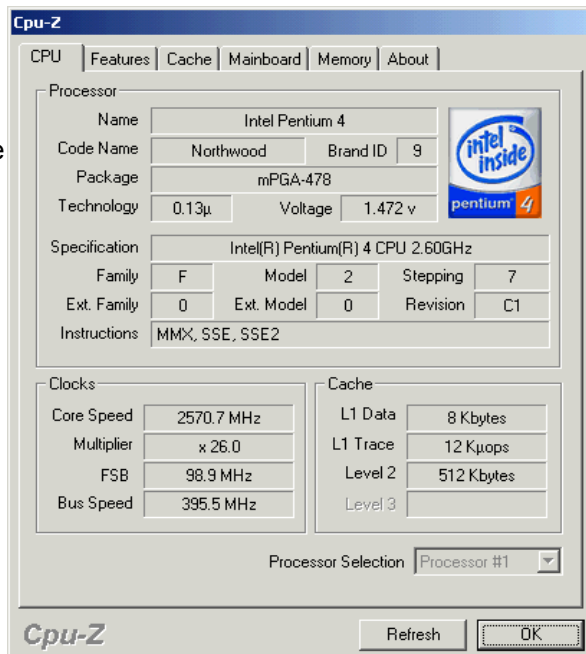 Cpu-Z
CPU Features Cache Mainboard Memory About
Processor
Name Intel Pentium 4
Code Name Northwood Brand ID 9
Package mPGA-478
Technology 0.13µ Voltage 1.472 v
intel inside
pentium 4
Specification Intel(R) Pentium(R) 4 CPU 2.60GHz
Family F Model 2 Stepping 7
Ext. Family 0 Ext. Model 0 Revision C1
Instructions MMX, SSE, SSE2
Clocks
Core Speed 2570.7 MHz
Multiplier x 26.0
FSB 98.9 MHz
Bus Speed 395.5 MHz
Cache
L1 Data 8 Kbytes
L1 Trace 12 Kµops
Level 2 512 Kbytes
Level 3
Processor Selection Processor #1
Cpu-Z Refresh OK
e